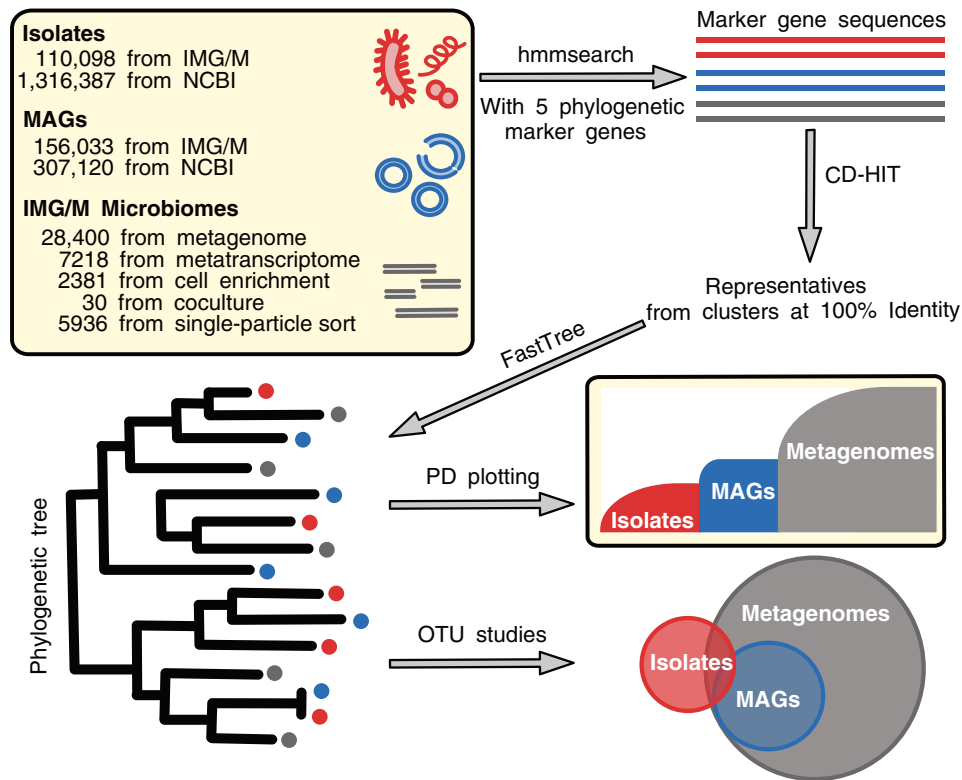 Isolates
110,098 from IMG/M
1,316,387 from NCBI
MAGs
156,033 from IMG/M
307,120 from NCBI
IMG/M Microbiomes
28,400 from metagenome
7218 from metatranscriptome
2381 from cell enrichment
30 from coculture
5936 from single-particle sort
hmmsearch
With 5 phylogenetic
marker genes
Marker gene sequences
CD-HIT
Representatives
from clusters at 100% Identity
FastTree
Phylogenetic tree
PD plotting
Isolates
MAGs
Metagenomes
OTU studies
Metagenomes
Isolates
MAGs